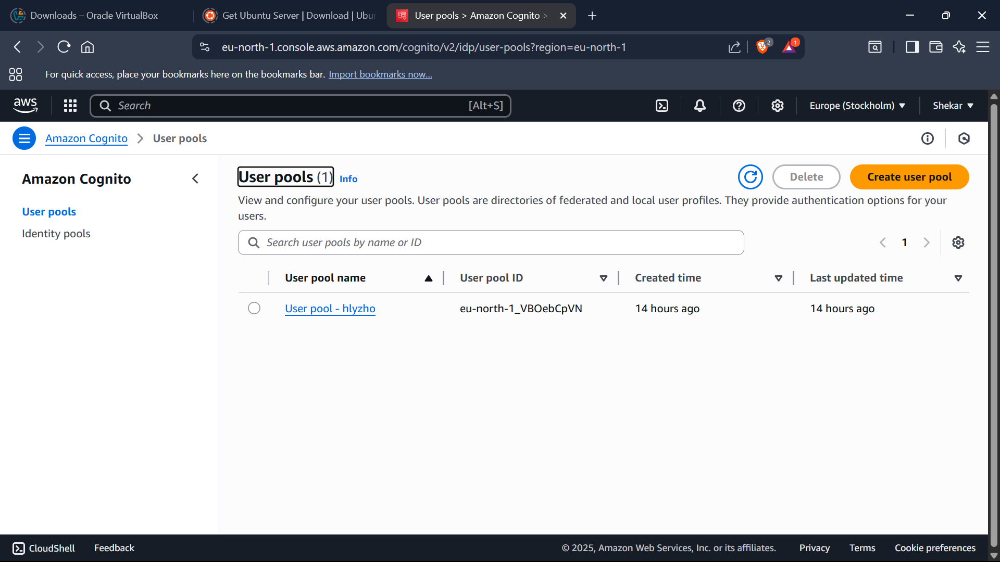 Downloads – Oracle VirtualBox
Get Ubuntu Server | Download | Ubun
User pools > Amazon Cognito >
eu-north-1.console.aws.amazon.com/cognito/v2/idp/user-pools?region=eu-north-1
2
1
For quick access, place your bookmarks here on the bookmarks bar. Import bookmarks now...
aws
Search
[Alt+S]
Europe (Stockholm)
Shekar
Amazon Cognito
User pools
Amazon Cognito
User pools
Identity pools
User pools (1) Info
Delete
Create user pool
View and configure your user pools. User pools are directories of federated and local user profiles. They provide authentication options for your
users.
Search user pools by name or ID
1
User pool name
User pool ID
Created time
Last updated time
User pool - hlyzho
eu-north-1_VBOebCpVN
14 hours ago
14 hours ago
CloudShell
Feedback
© 2025, Amazon Web Services, Inc. or its affiliates.
Privacy
Terms
Cookie preferences